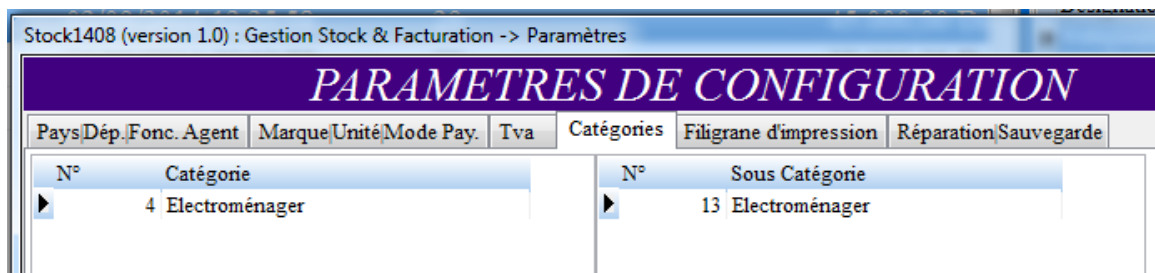 Stock1408 (version 1.0) : Gestion Stock & Facturation -> Paramètres
PARAMETRES DE CONFIGURATION
Pays|Dép.|Fonc. Agent Marque|Unité|Mode Pay. Tva Catégories Filigrane d'impression Réparation|Sauvegarde
N° Catégorie N° Sous Catégorie
4 Electroménager 13 Electroménager